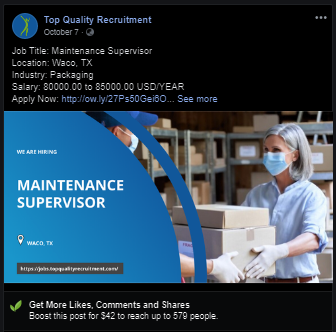 Top Quality Recruitment
October 7 ·
Job Title: Maintenance Supervisor
Location: Waco, TX
Industry: Packaging
Salary: 80000.00 to 85000.00 USD/YEAR
Apply Now: http://ow.ly/27Ps50Gei6O... See more
WE ARE HIRING
MAINTENANCE
SUPERVISOR
WACO, TX
https://jobs.topqualityrecruitment.com/
Get More Likes, Comments and Shares
Boost this post for $42 to reach up to 579 people.